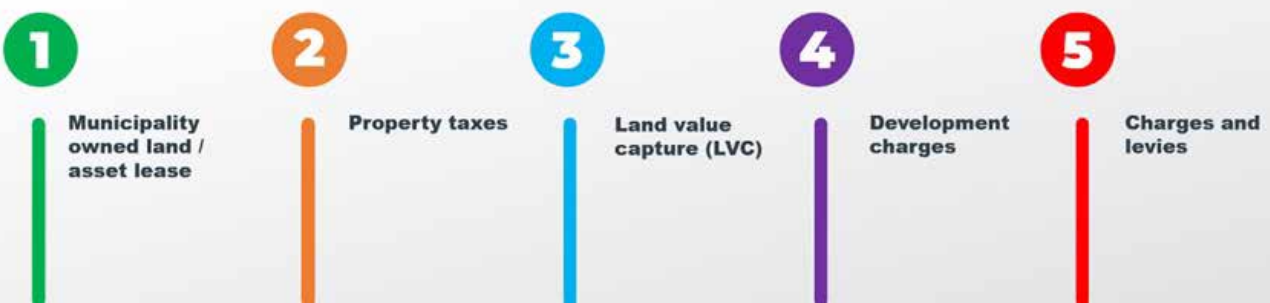 1
Municipality
owned land /
asset lease
2
Property taxes
3
Land value
capture (LVC)
4
Development
charges
5
Charges and
levies